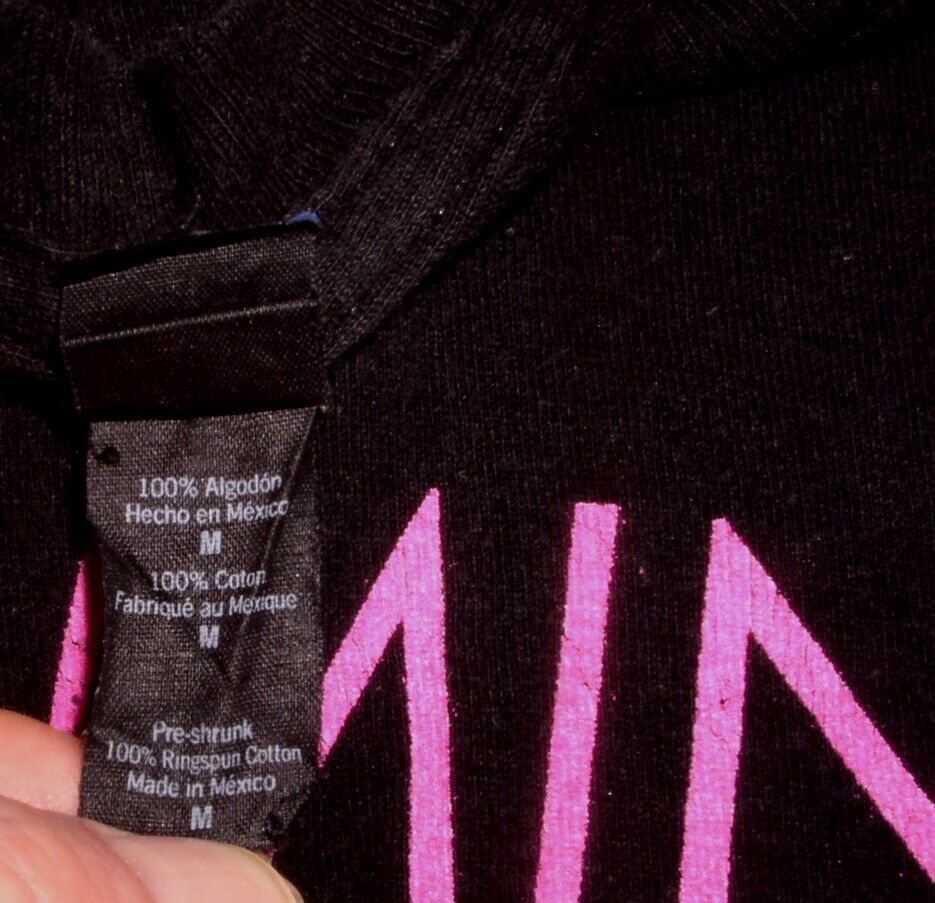 100% Algodón
Hecho en México
M
100% Coton
Fabriqué au Mexique
M
Pre-shrunk
100% Ringspun Cotton
Made in México
M